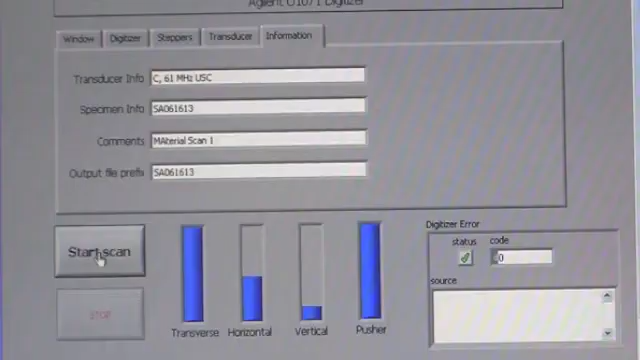 Agilent U1071 Digitizer
Window Digitizer Steppers Transducer Information
Transducer Info C, 61 MHz USC
Specimen Info SA061613
Comments MAterial Scan 1
Output file prefix SA061613
Start scan
STOP
Transverse Horizontal Vertical Pusher
Digitizer Error
status code
0
source